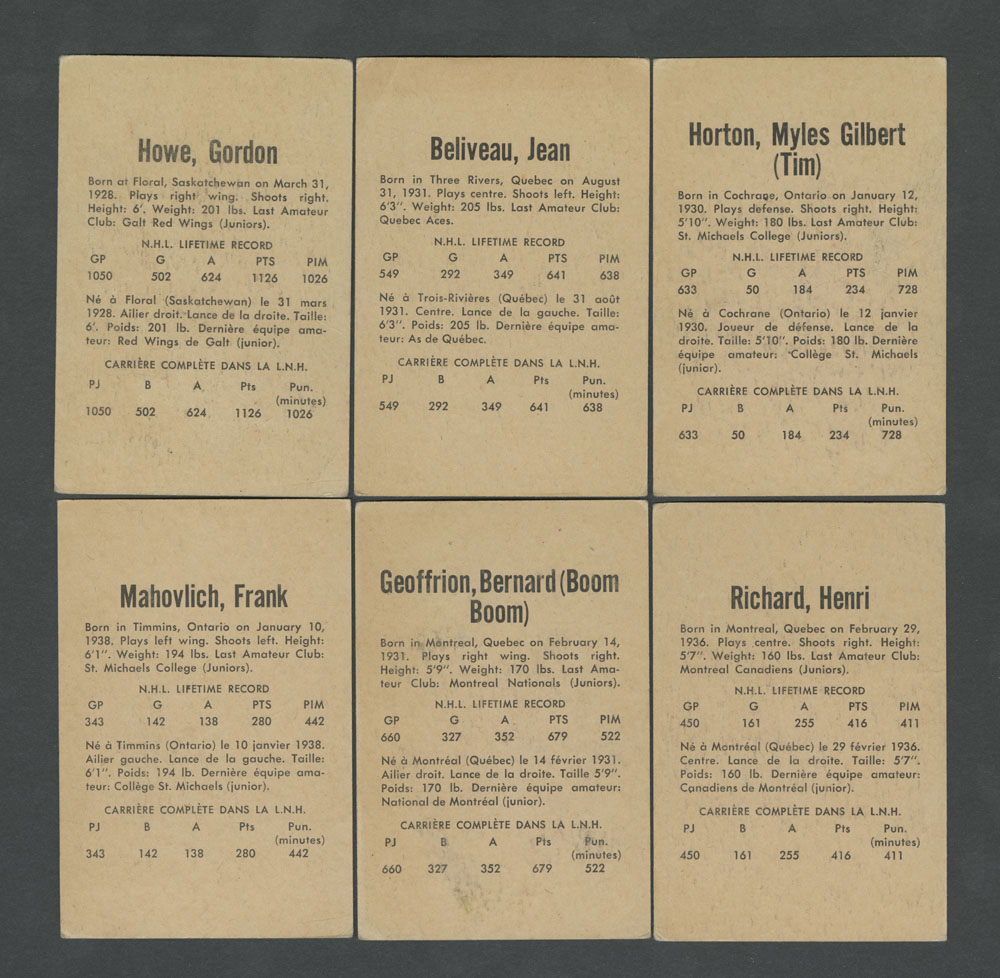 Howe, Gordon
Born at Floral, Saskatchewan on March 31,
1928. Plays right wing. Shoots right.
Height: 6'. Weight: 201 lbs. Last Amateur
Club: Galt Red Wings (Juniors).
N.H.L. LIFETIME RECORD
GP G A PTS PIM
1050 502 624 1126 1026
Né à Floral (Saskatchewan) le 31 mars
1928. Ailier droit. Lance de la droite. Taille:
6'. Poids: 201 lb. Dernière équipe ama-
teur: Red Wings de Galt (junior).
CARRIÈRE COMPLÈTE DANS LA L.N.H.
PJ B A Pts Pun.
(minutes)
1050 502 624 1126 1026
Beliveau, Jean
Born in Three Rivers, Quebec on August
31, 1931. Plays centre. Shoots left. Height:
6'3". Weight: 205 lbs. Last Amateur Club:
Quebec Aces.
N.H.L. LIFETIME RECORD
GP G A PTS PIM
549 292 349 641 638
Né à Trois-Rivières (Québec) le 31 août
1931. Centre. Lance de la gauche. Taille:
6'3". Poids: 205 lb. Dernière équipe ama-
teur: As de Québec.
CARRIÈRE COMPLÈTE DANS LA L.N.H.
PJ B A Pts Pun.
(minutes)
549 292 349 641 638
Horton, Myles Gilbert
(Tim)
Born in Cochrane, Ontario on January 12,
1930. Plays defense. Shoots right. Height:
5'10". Weight: 180 lbs. Last Amateur Club:
St. Michaels College (Juniors).
N.H.L. LIFETIME RECORD
GP G A PTS PIM
633 50 184 234 728
Né à Cochrane (Ontario) le 12 janvier
1930. Joueur de défense. Lance de la
droite. Taille: 5'10". Poids: 180 lb. Dernière
équipe amateur: Collège St. Michaels
(junior).
CARRIÈRE COMPLÈTE DANS LA L.N.H.
PJ B A Pts Pun.
(minutes)
633 50 184 234 728
Mahovlich, Frank
Born in Timmins, Ontario on January 10,
1938. Plays left wing. Shoots left. Height:
6'1". Weight: 194 lbs. Last Amateur Club:
St. Michaels College (Juniors).
N.H.L. LIFETIME RECORD
GP G A PTS PIM
343 142 138 280 442
Né à Timmins (Ontario) le 10 janvier 1938.
Ailier gauche. Lance de la gauche. Taille:
6'1". Poids: 194 lb. Dernière équipe ama-
teur: Collège St. Michaels (junior).
CARRIÈRE COMPLÈTE DANS LA L.N.H.
PJ B A Pts Pun.
(minutes)
343 142 138 280 442
Geoffrion, Bernard (Boom
Boom)
Born in Montreal, Quebec on February 14,
1931. Plays right wing. Shoots right.
Height: 5'9". Weight: 170 lbs. Last Ama-
teur Club: Montreal Nationals (Juniors).
N.H.L. LIFETIME RECORD
GP G A PTS PIM
660 327 352 679 522
Né à Montréal (Québec) le 14 février 1931.
Ailier droit. Lance de la droite. Taille 5'9".
Poids: 170 lb. Dernière équipe amateur:
National de Montréal (junior).
CARRIÈRE COMPLÈTE DANS LA L.N.H.
PJ B A Pts Pun.
(minutes)
660 327 352 679 522
Richard, Henri
Born in Montreal, Quebec on February 29,
1936. Plays centre. Shoots right. Height:
5'7". Weight: 160 lbs. Last Amateur Club:
Montreal Canadiens (Juniors).
N.H.L. LIFETIME RECORD
GP G A PTS PIM
450 161 255 416 411
Né à Montréal (Québec) le 29 février 1936.
Centre. Lance de la droite. Taille: 5'7".
Poids: 160 lb. Dernière équipe amateur:
Canadiens de Montréal (junior).
CARRIÈRE COMPLÈTE DANS LA L.N.H.
PJ B A Pts Pun.
(minutes)
450 161 255 416 411